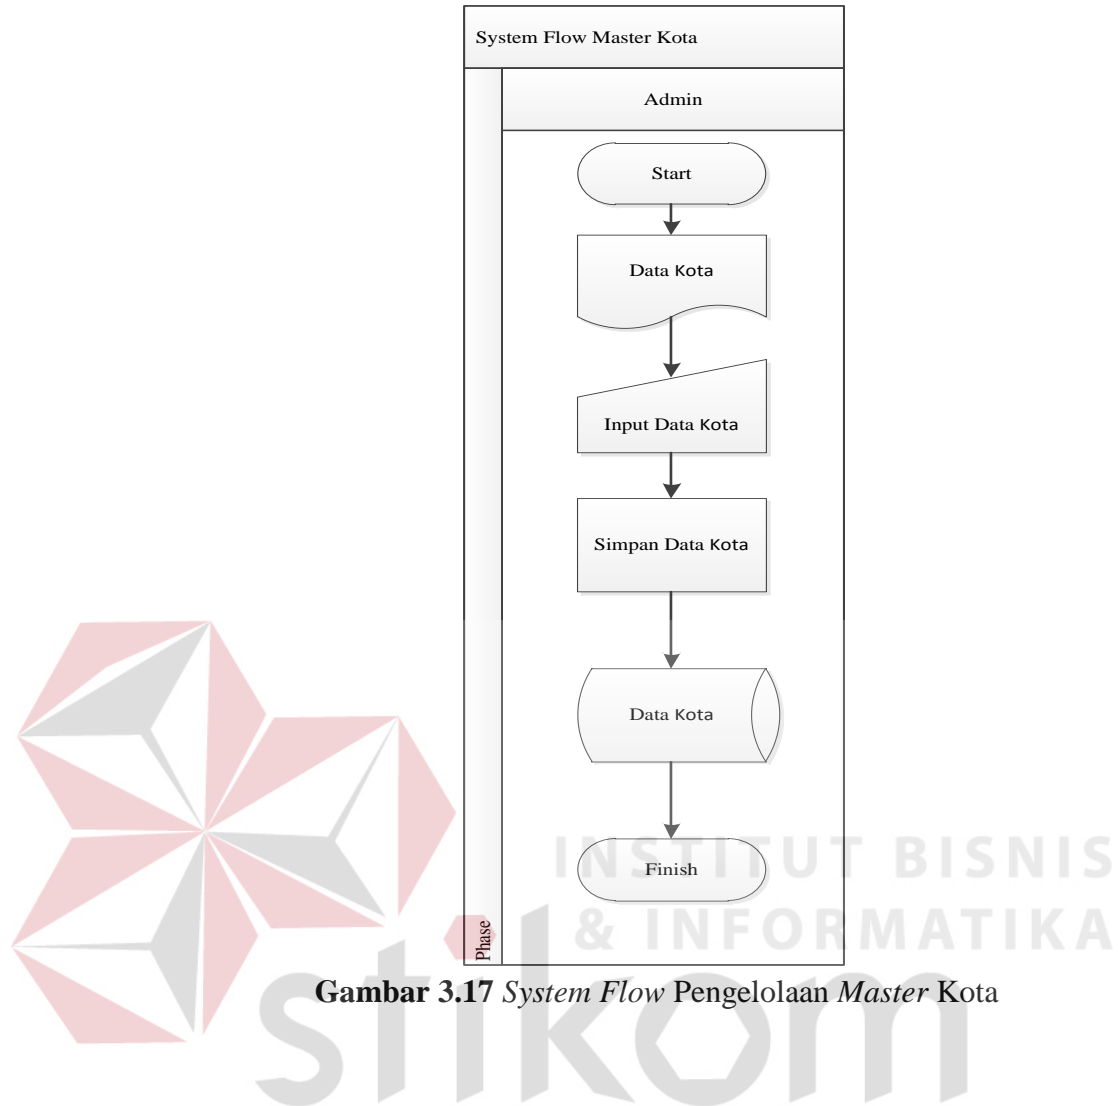 System Flow Master Kota
Admin
Start
Data Kota
Input Data Kota
Simpan Data Kota
Data Kota
Finish
Phase
INSTITUT BISNIS
& INFORMATIKA
stikom
Gambar 3.17 System Flow Pengelolaan Master Kota